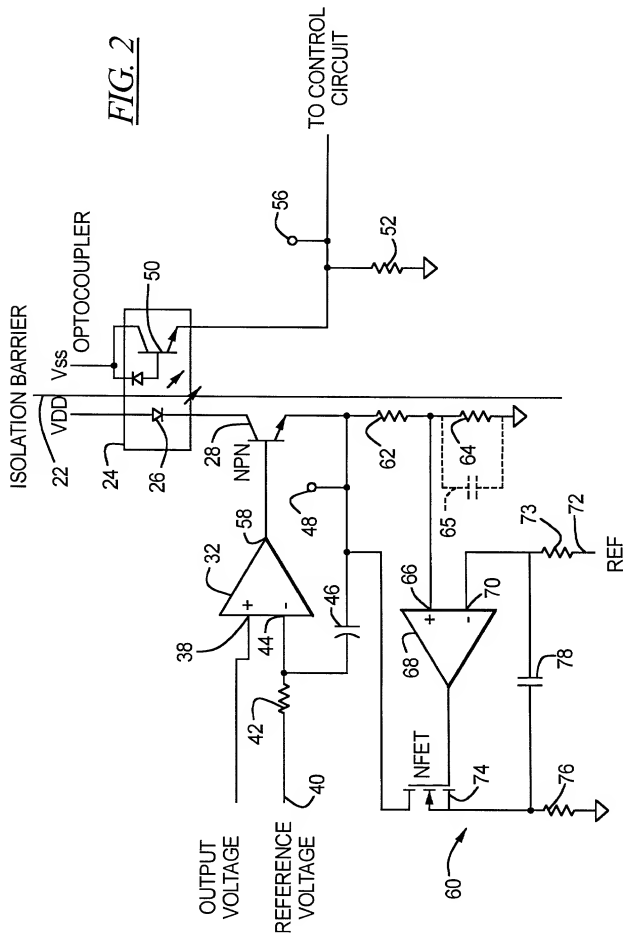 FIG. 2
ISOLATION BARRIER
OPTOCOUPLER
22
VDD
Vss
24
26
50
56
TO CONTROL
CIRCUIT
52
28
NPN
58
32
38
+
-
44
48
46
42
OUTPUT
VOLTAGE
REFERENCE
VOLTAGE
40
62
64
65
66
+
-
68
70
73
72
REF
78
NFET
74
76
60